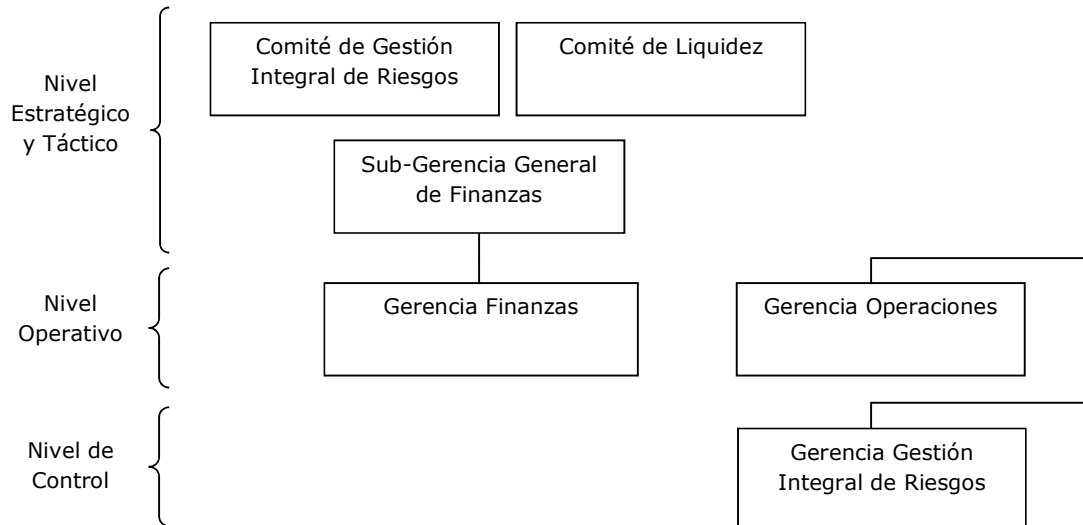 Nivel
Estratégico
y Táctico
Comité de Gestión
Integral de Riesgos
Comité de Liquidez
Sub-Gerencia General
de Finanzas
Nivel
Operativo
Gerencia Finanzas
Gerencia Operaciones
Nivel de
Control
Gerencia Gestión
Integral de Riesgos